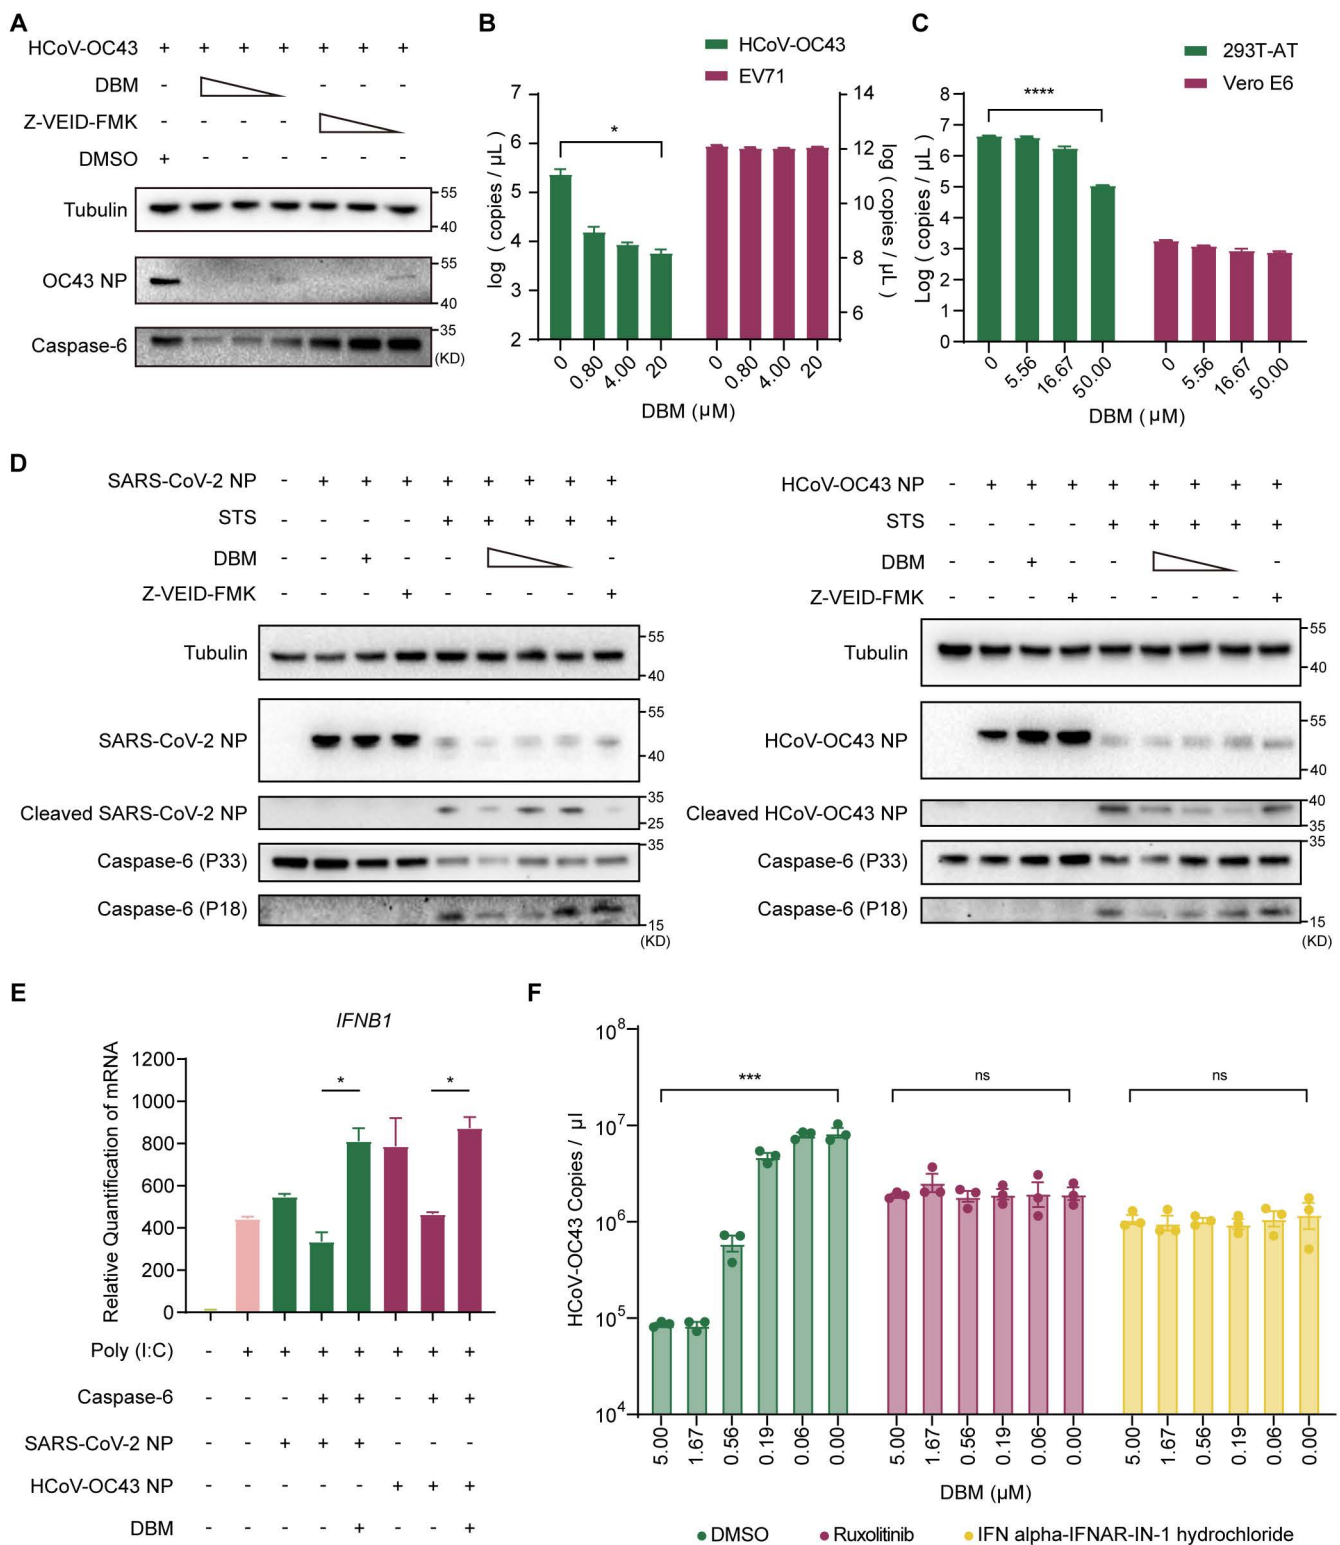 A
HCoV-OC43 + + + + + + +
DBM - - - -
Z-VEID-FMK - - - -
DMSO + - - - - - -
Tubulin 55 40
OC43 NP 55 40
Caspase-6 35 (KD)
B
HCoV-OC43
EV71
log ( copies / μL )
7 6 5 4 3 2
*
14 12 10 8 6
log ( copies / μL )
0 0.80 4.00 20 0 0.80 4.00 20
DBM (μM)
C
293T-AT
Vero E6
Log ( copies / μL )
8 7 6 5 4 3 2 1 0
****
0 5.56 16.67 50.00 0 5.56 16.67 50.00
DBM ( μM)
D
SARS-CoV-2 NP - + + + + + + + +
STS - - - - + + + + +
DBM - - + - - -
Z-VEID-FMK - - - + - - - - +
Tubulin 55 40
SARS-CoV-2 NP 55 40
Cleaved SARS-CoV-2 NP 35 25
Caspase-6 (P33) 35
Caspase-6 (P18) 15
(KD)
HCoV-OC43 NP - + + + + + + + +
STS - - - - + + + + +
DBM - - + - - -
Z-VEID-FMK - - - + - - - - +
Tubulin 55 40
HCoV-OC43 NP 55 40
Cleaved HCoV-OC43 NP 40 35
Caspase-6 (P33) 35
Caspase-6 (P18) 15
(KD)
E
IFNB1
Relative Quantification of mRNA
1200 1000 800 600 400 200 0
* *
Poly (I:C) - + + + + + + +
Caspase-6 - - - + + - + +
SARS-CoV-2 NP - - + + + - - -
HCoV-OC43 NP - - - - - + + +
DBM - - - - + - - +
F
HCoV-OC43 Copies / μl
10⁸ 10⁷ 10⁶ 10⁵ 10⁴
*** ns ns
5.00 1.67 0.56 0.19 0.06 0.00 5.00 1.67 0.56 0.19 0.06 0.00 5.00 1.67 0.56 0.19 0.06 0.00
DBM (μM)
DMSO Ruxolitinib IFN alpha-IFNAR-IN-1 hydrochloride